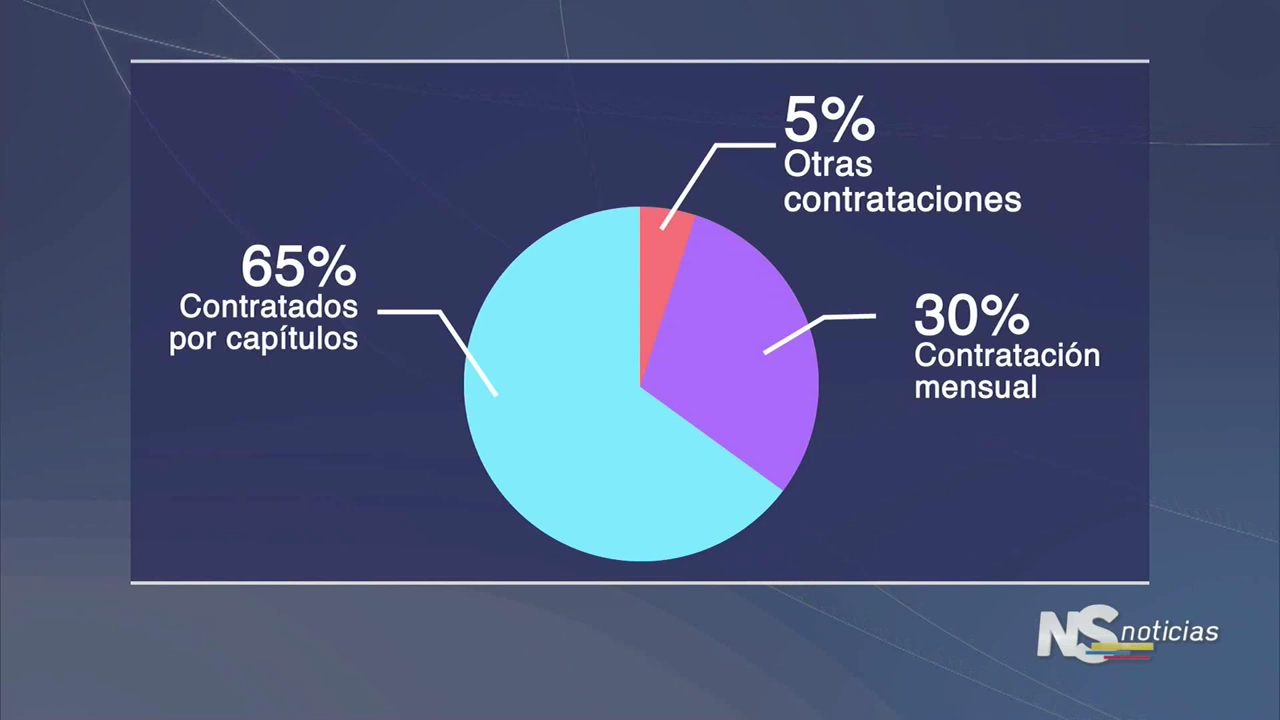 5%
Otras
contrataciones
65%
Contratados
por capítulos
30%
Contratación
mensual
NS noticias